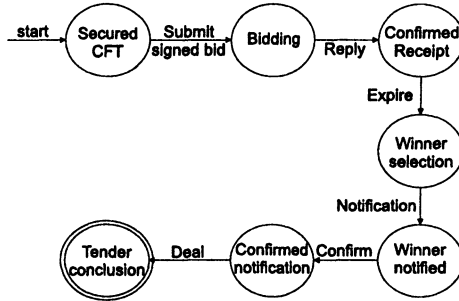 start
Secured
CFT
Submit
signed bid
Bidding
Reply
Confirmed
Receipt
Expire
Winner
selection
Notification
Winner
notified
Confirm
Confirmed
notification
Deal
Tender
conclusion